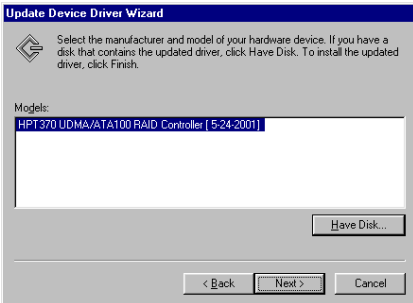 Update Device Driver Wizard
Select the manufacturer and model of your hardware device. If you have a
disk that contains the updated driver, click Have Disk. To install the updated
driver, click Finish.
Models:
HPT370 UDMA/ATA100 RAID Controller [ 5-24-2001]
Have Disk...
< Back Next > Cancel